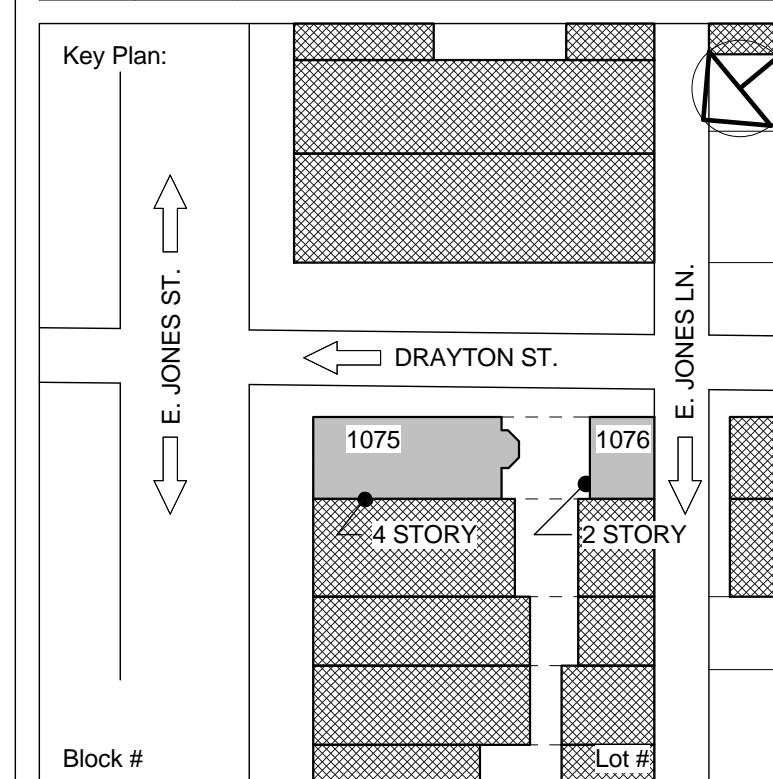 Key Plan:
E. JONES ST.
DRAYTON ST.
E. JONES LN.
1075
1076
4 STORY
2 STORY
Block #
Lot #